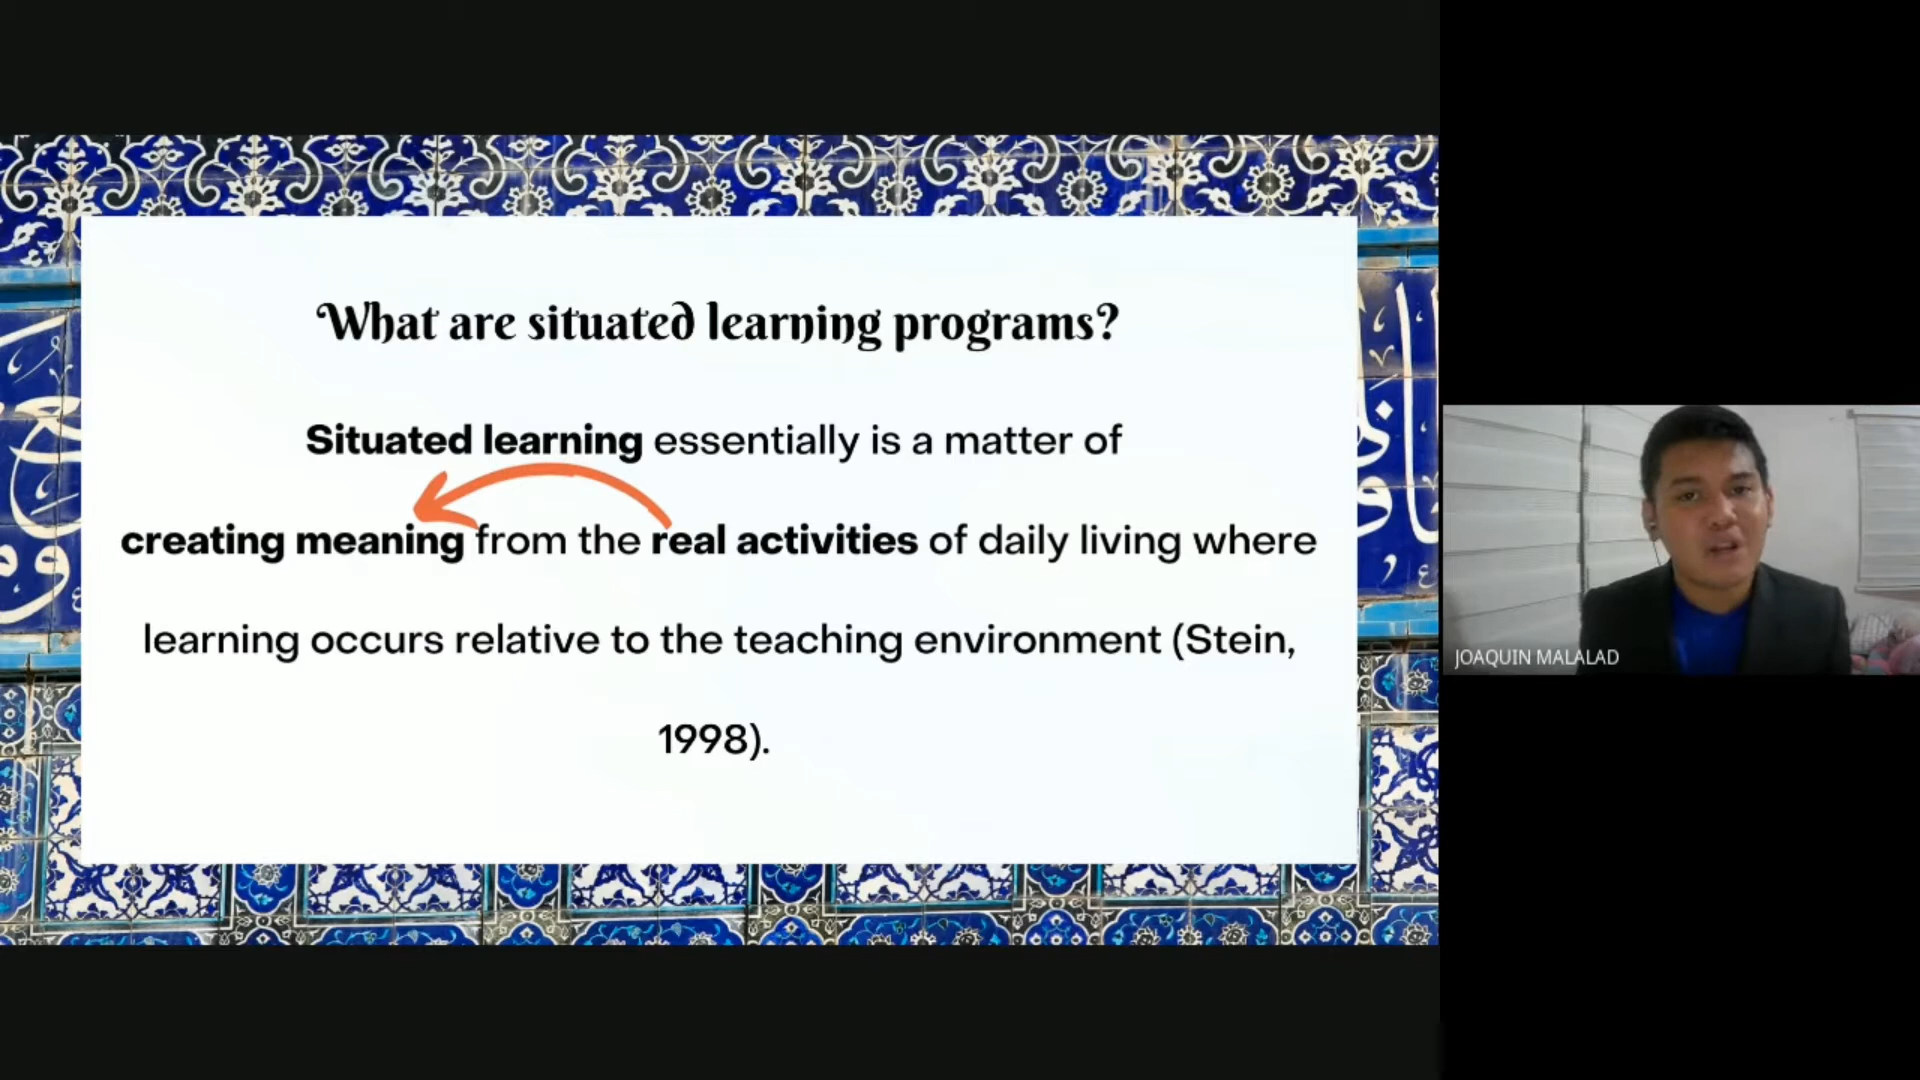 What are situated learning programs?
Situated learning essentially is a matter of
creating meaning from the real activities of daily living where
learning occurs relative to the teaching environment (Stein,
1998).
JOAQUIN MALALAD